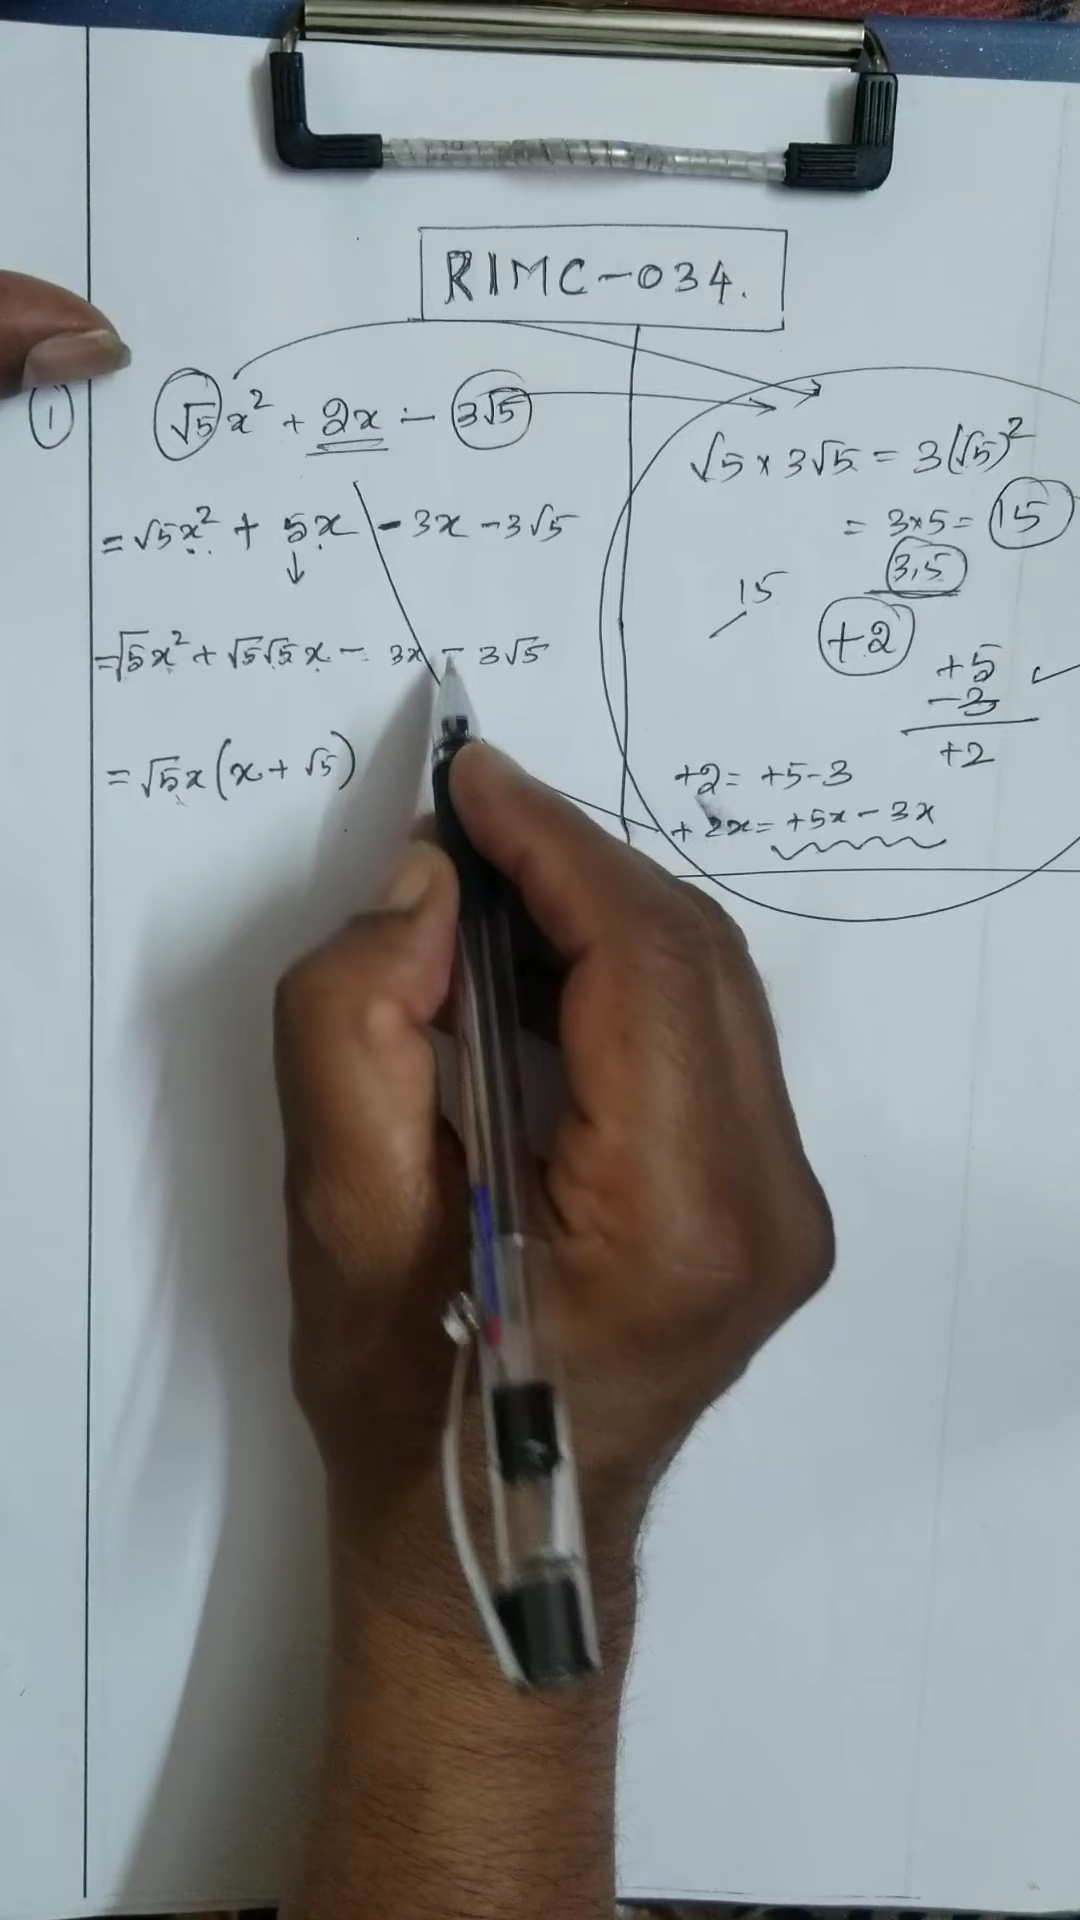 RIMC-034.
① √5x² + 2x - 3√5
= √5x² + 5x - 3x - 3√5
↓
= √5x² + √5√5x - 3x - 3√5
= √5x(x + √5)
√5 × 3√5 = 3(√5)²
= 3×5 = 15
15
3,5
+2
+5
-3
+2
+2 = +5-3
+2x = +5x - 3x